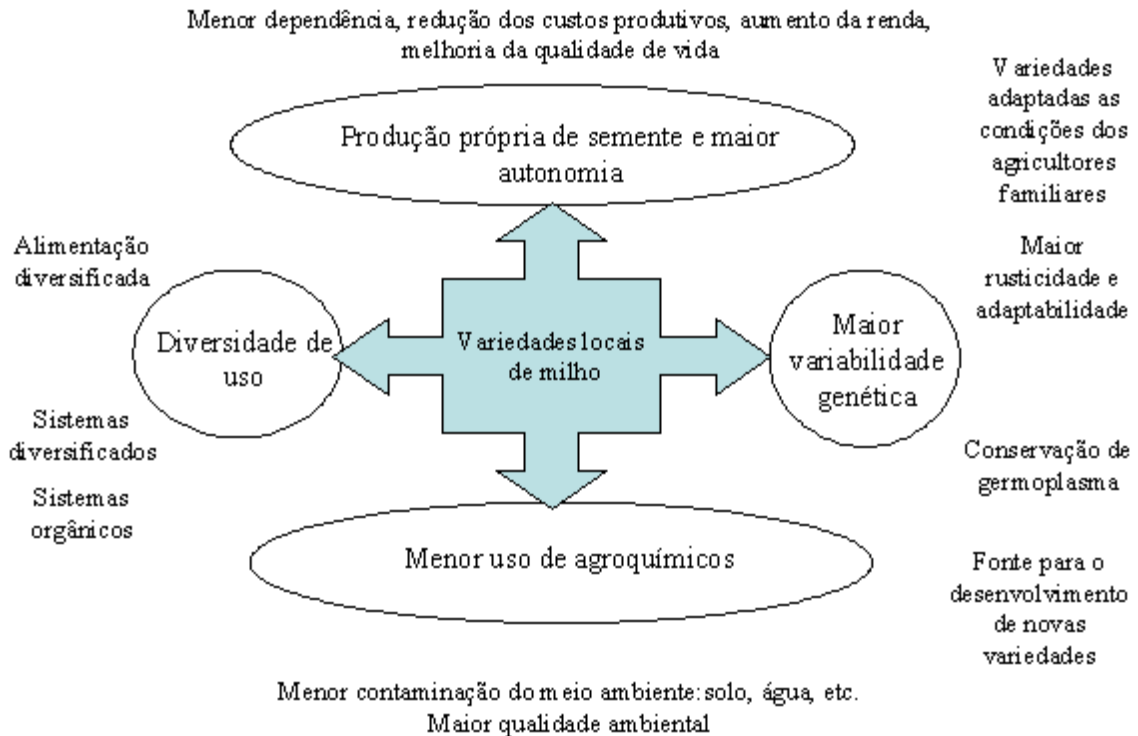 Menor dependência, redução dos custos produtivos, aumento da renda,
melhoria da qualidade de vida
Variedades
adaptadas as
condições dos
agricultores
familiares
Produção própria de semente e maior
autonomia
Alimentação
diversificada
Maior
rusticidade e
adaptabilidade
Diversidade de
uso
Variedades locais
de milho
Maior
variabilidade
genética
Sistemas
diversificados
Sistemas
orgânicos
Conservação de
germoplasma
Menor uso de agroquímicos
Fonte para o
desenvolvimento
de novas
variedades
Menor contaminação do meio ambiente: solo, água, etc.
Maior qualidade ambiental